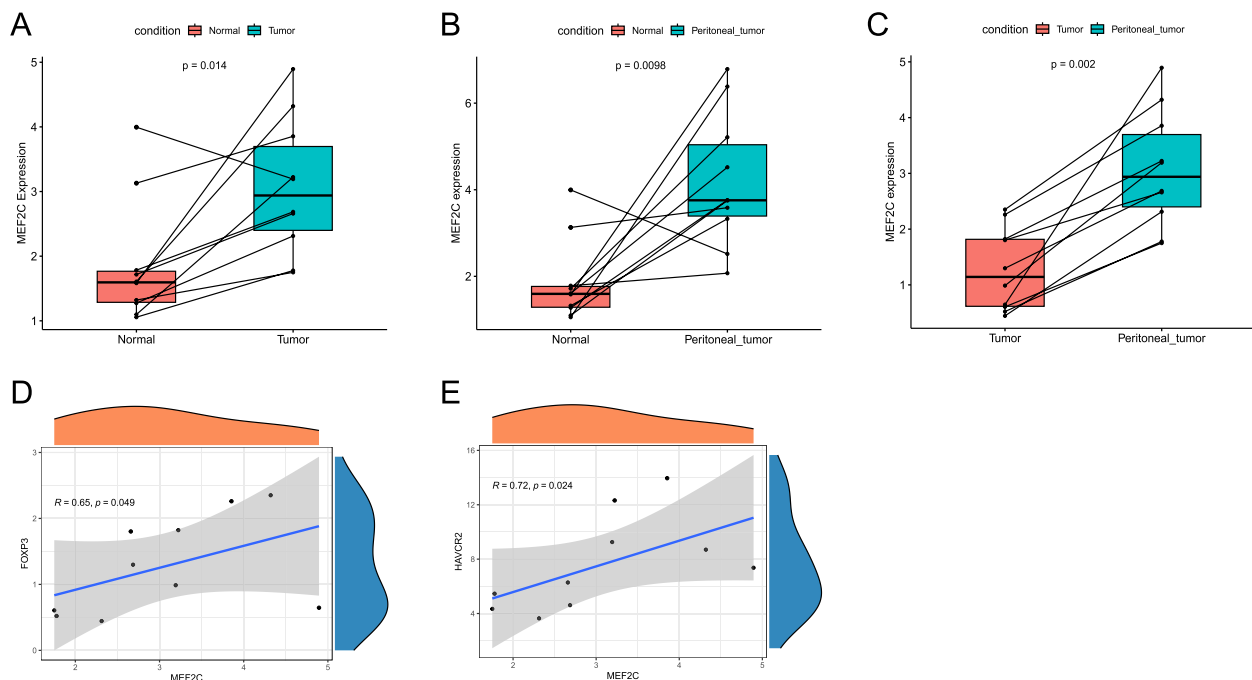 A
condition Normal Tumor
p = 0.014
MEF2C Expression
5
4
3
2
1
Normal Tumor
B
condition Normal Peritoneal_tumor
p = 0.0098
MEF2C expression
6
4
2
Normal Peritoneal_tumor
C
condition Tumor Peritoneal_tumor
p = 0.002
MEF2C expression
5
4
3
2
1
Tumor Peritoneal_tumor
D
R = 0.65, p = 0.049
FOXP3
3
2
1
0
2 3 4 5
MEF2C
E
R = 0.72, p = 0.024
HAVCR2
16
12
8
4
2 3 4 5
MEF2C